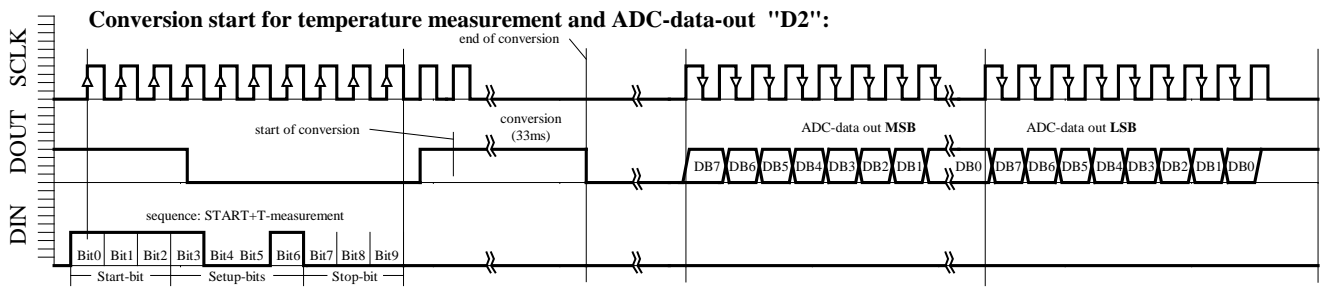 Conversion start for temperature measurement and ADC-data-out "D2":
end of conversion
SCLK
start of conversion
conversion
(33ms)
ADC-data out MSB
ADC-data out LSB
DOUT
DB7 DB6 DB5 DB4 DB3 DB2 DB1 DB0 DB7 DB6 DB5 DB4 DB3 DB2 DB1 DB0
sequence: START+T-measurement
DIN
Bit0 Bit1 Bit2 Bit3 Bit4 Bit5 Bit6 Bit7 Bit8 Bit9
Start-bit Setup-bits Stop-bit